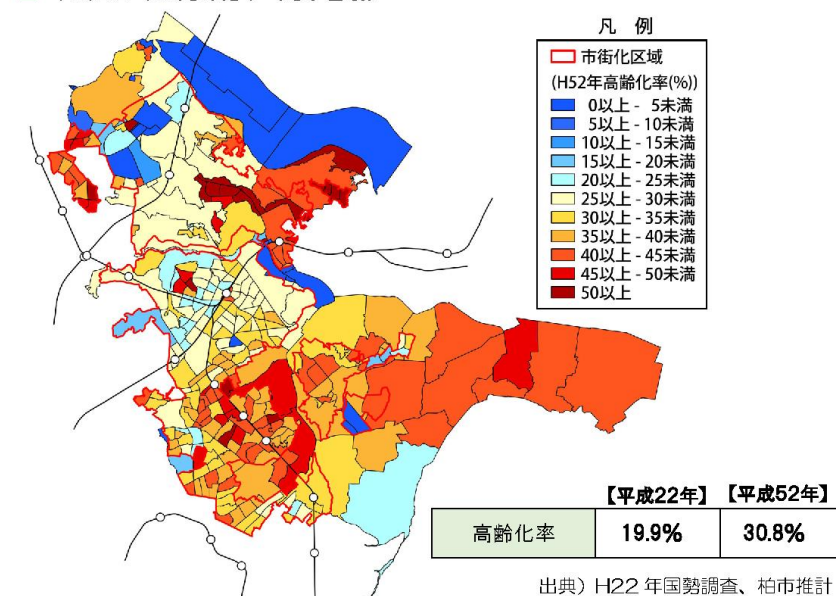 凡 例
市街化区域
(H52年高齢化率(%))
0以上 - 5未満
5以上 - 10未満
10以上 - 15未満
15以上 - 20未満
20以上 - 25未満
25以上 - 30未満
30以上 - 35未満
35以上 - 40未満
40以上 - 45未満
45以上 - 50未満
50以上
【平成22年】 【平成52年】
高齢化率 19.9% 30.8%
出典）H22 年国勢調査、柏市推計